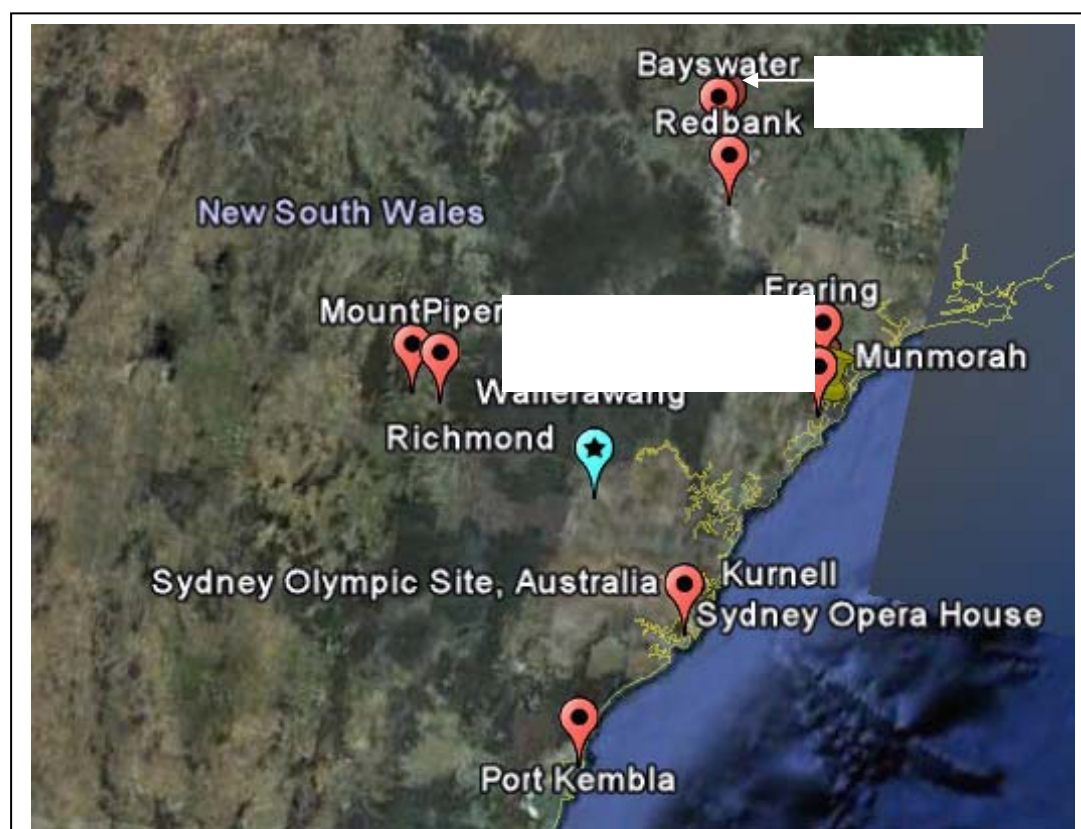 Bayswater
Redbank
New South Wales
Eraring
MountPiper
Munmorah
Wallerawang
Richmond
Kurnell
Sydney Olympic Site, Australia
Sydney Opera House
Port Kembla